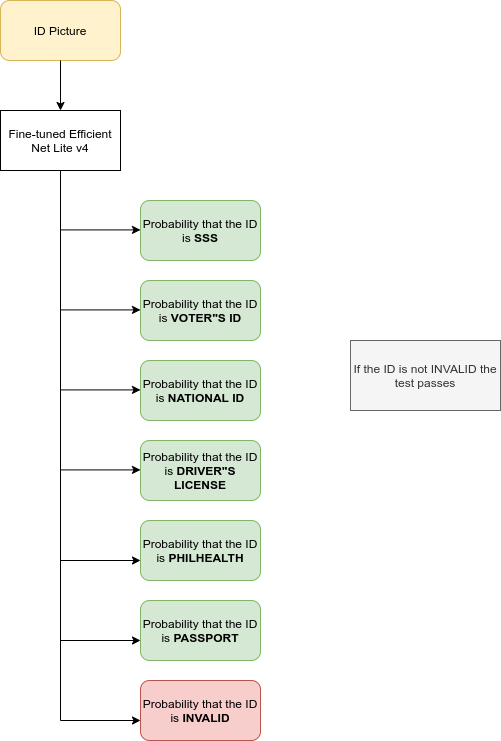 ID Picture
Fine-tuned Efficient
Net Lite v4
Probability that the ID
is SSS
Probability that the ID
is VOTER"S ID
Probability that the ID
is NATIONAL ID
Probability that the ID
is DRIVER"S
LICENSE
Probability that the ID
is PHILHEALTH
Probability that the ID
is PASSPORT
Probability that the ID
is INVALID
If the ID is not INVALID the
test passes